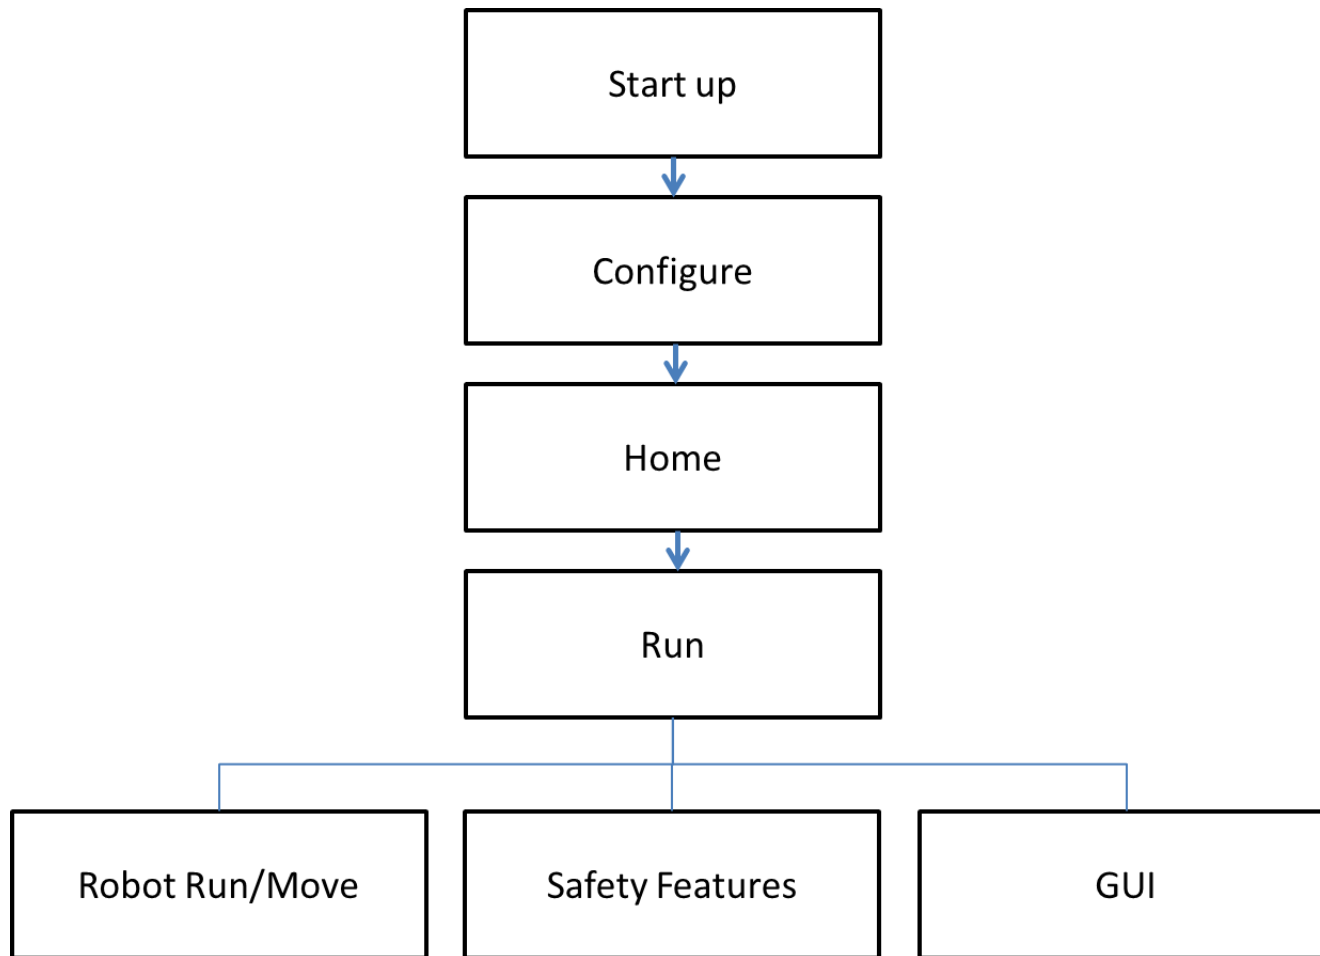 Start up
Configure
Home
Run
Robot Run/Move
Safety Features
GUI